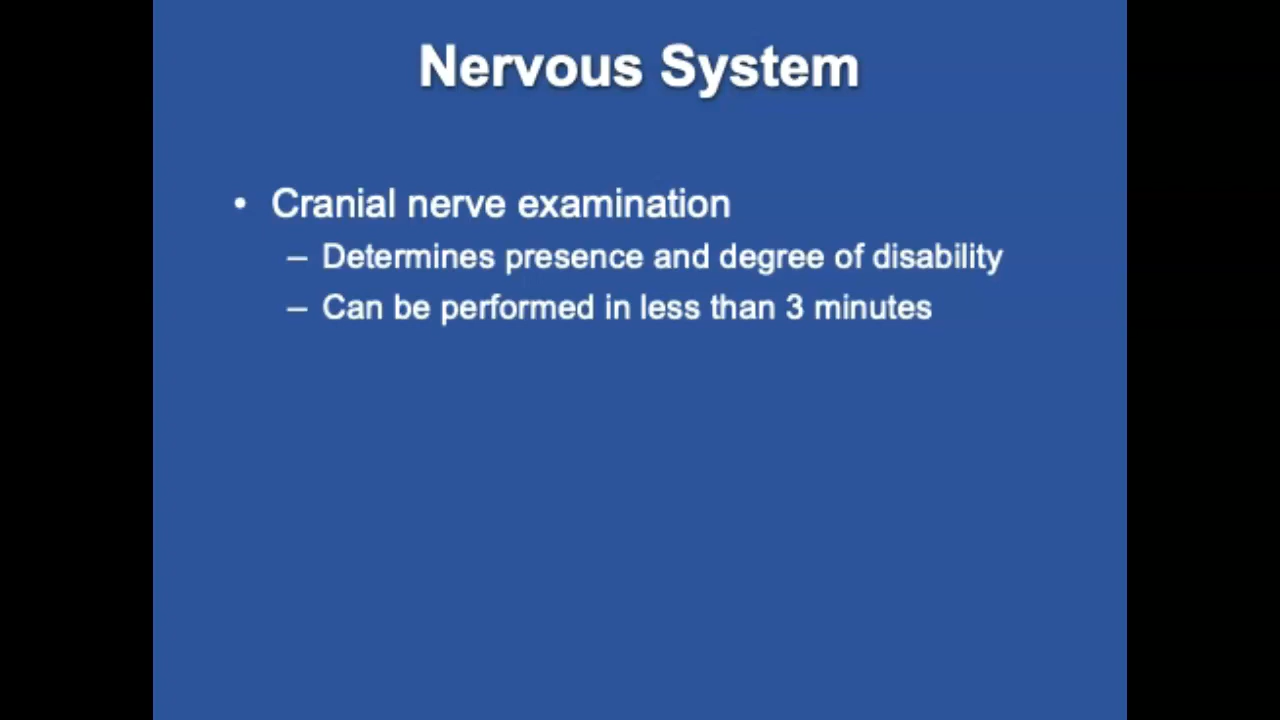 Nervous System
• Cranial nerve examination
– Determines presence and degree of disability
– Can be performed in less than 3 minutes